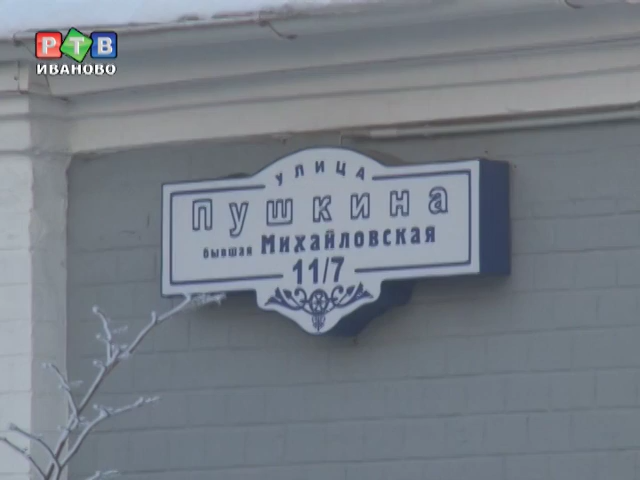 РТВ
ИВАНОВО
УЛИЦА
Пушкина
бывшая Михайловская
11/7